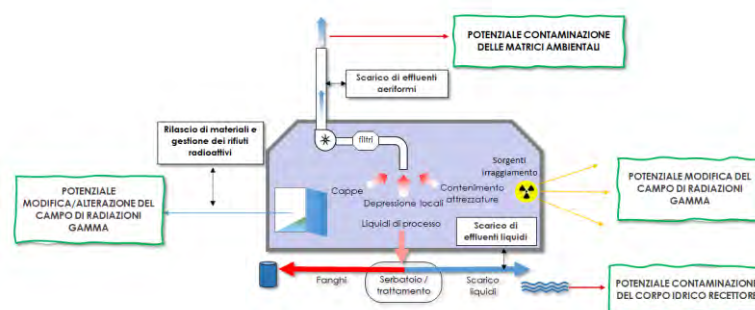 POTENZIALE CONTAMINAZIONE
DELLE MATRICI AMBIENTALI
Scarico di effluenti
aeriformi
Rilascio di materiali e
gestione dei rifiuti
radioattivi
filtri
Sorgenti
irraggiamento
POTENZIALE
MODIFICA/ALTERAZIONE DEL
CAMPO DI RADIAZIONI
GAMMA
Cappe
Depressione locali
Contenimento
attrezzature
POTENZIALE MODIFICA DEL
CAMPO DI RADIAZIONI
GAMMA
Liquidi di processo
Scarico di
effluenti liquidi
Fanghi
Serbatoio /
trattamento
Scarico
liquidi
POTENZIALE CONTAMINAZIONE
DEL CORPO IDRICO RECETTORE